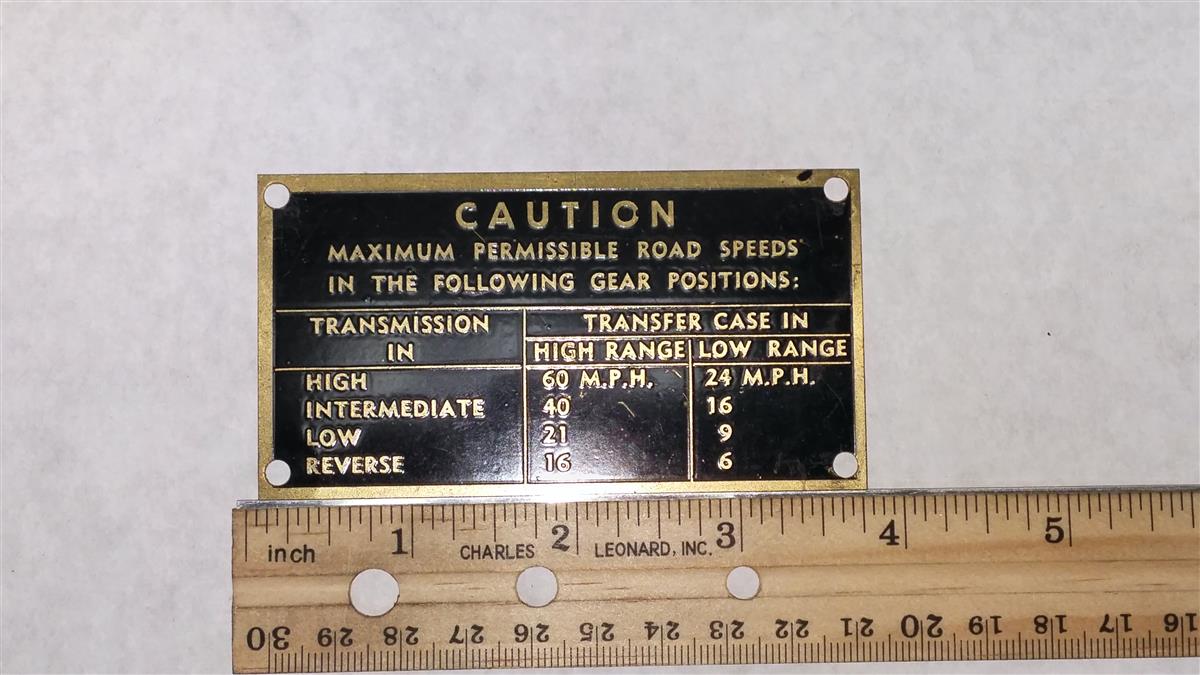 CAUTION
MAXIMUM PERMISSIBLE ROAD SPEEDS
IN THE FOLLOWING GEAR POSITIONS:
TRANSMISSION IN TRANSFER CASE IN
HIGH RANGE LOW RANGE
HIGH 60 M.P.H. 24 M.P.H.
INTERMEDIATE 40 16
LOW 21 9
REVERSE 16 6
1 2 3 4 5
inch CHARLES LEONARD, INC.
30 29 28 27 26 25 24 23 22 21 20 19 18 17 16